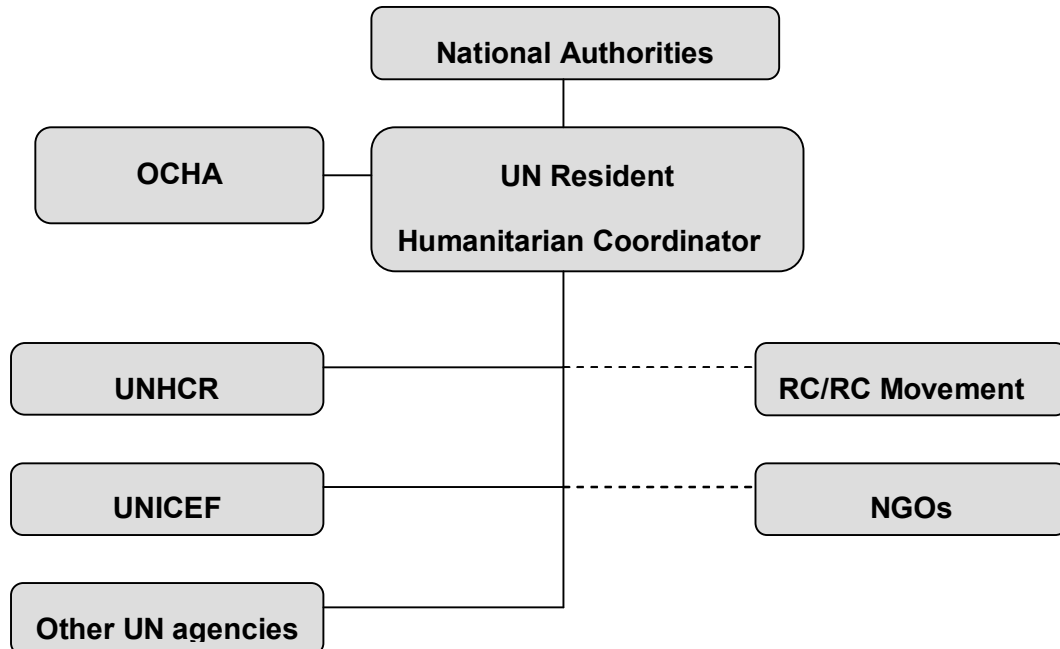 National Authorities
OCHA
UN Resident
Humanitarian Coordinator
UNHCR
RC/RC Movement
UNICEF
NGOs
Other UN agencies